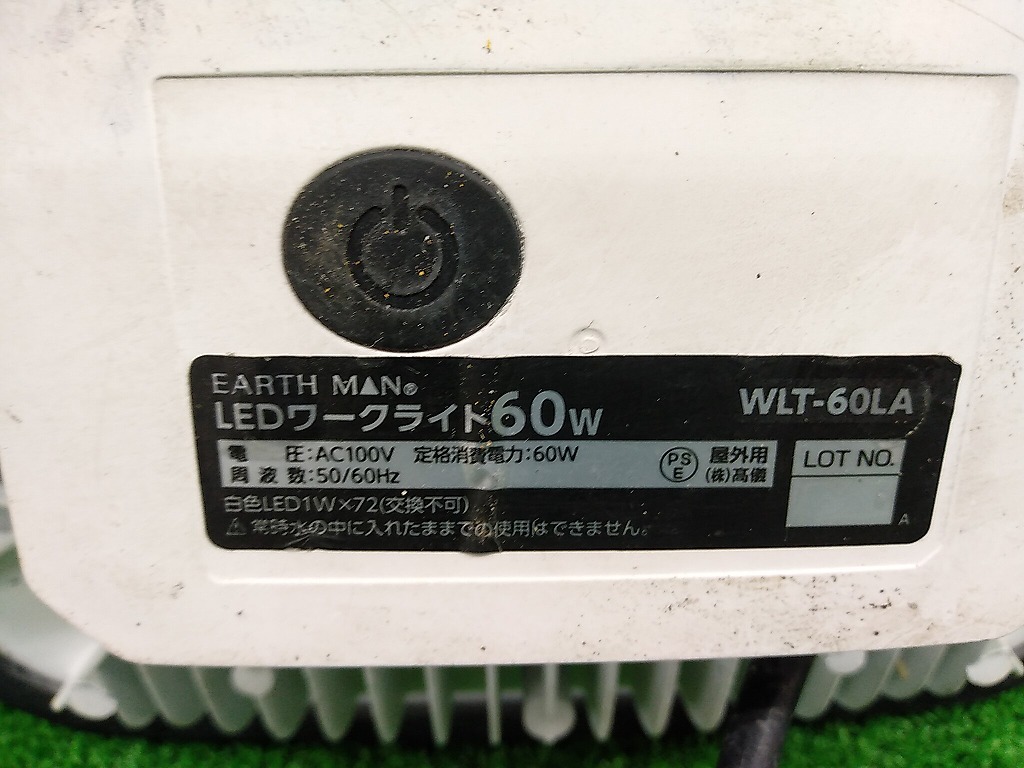 EARTH MAN®
LEDワークライト60W
WLT-60LA
電圧:AC100V 定格消費電力:60W
周波数:50/60Hz
PS
E
屋外用
(株)髙儀
LOT NO.
白色LED1W×72(交換不可)
⚠ 常時水の中に入れたままでの使用はできません。
A